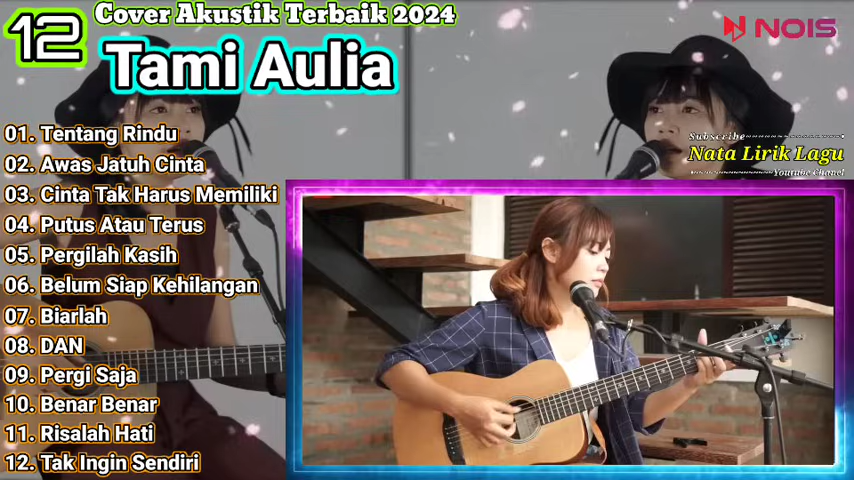 12 Cover Akustik Terbaik 2024
Tami Aulia
NOIS
Subscribe
Nata Lirik Lagu
Youtube Chanel
01. Tentang Rindu
02. Awas Jatuh Cinta
03. Cinta Tak Harus Memiliki
04. Putus Atau Terus
05. Pergilah Kasih
06. Belum Siap Kehilangan
07. Biarlah
08. DAN
09. Pergi Saja
10. Benar Benar
11. Risalah Hati
12. Tak Ingin Sendiri